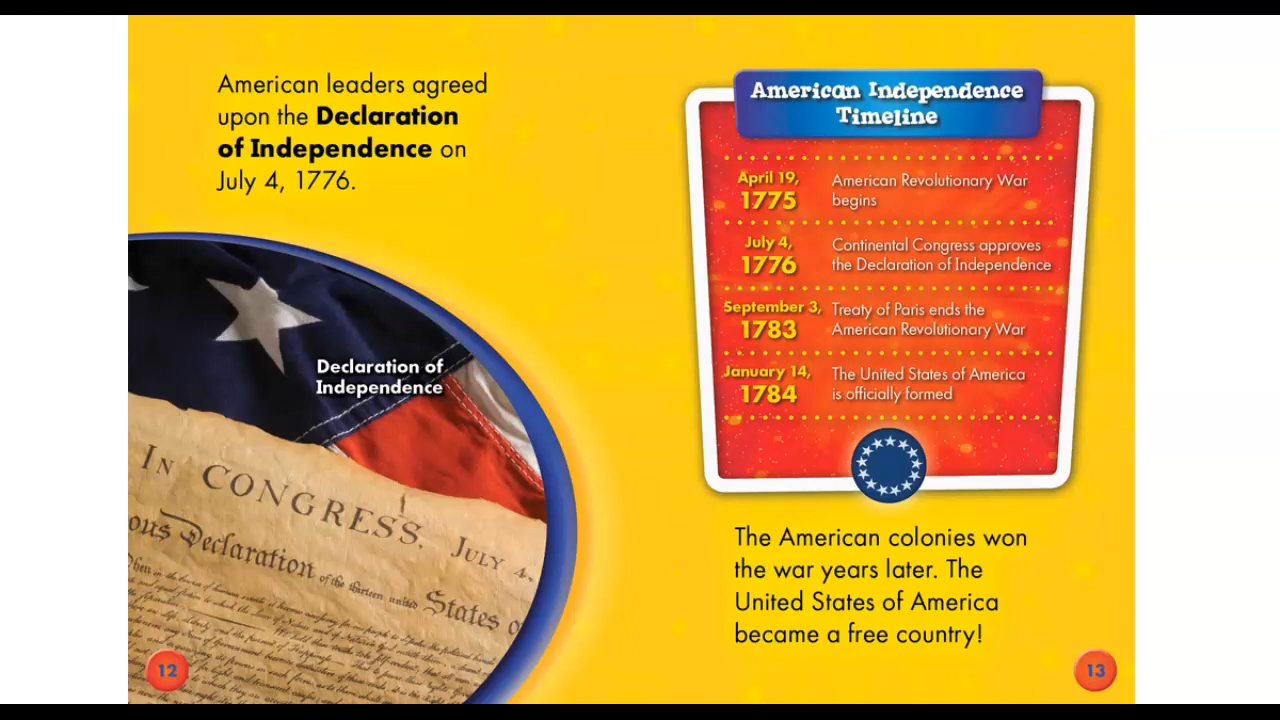 American leaders agreed
upon the Declaration
of Independence on
July 4, 1776.
Declaration of
Independence
IN CONGRESS, JULY 4.
ous Declaration of the thirteen united States o
12
American Independence
Timeline
April 19,
1775
American Revolutionary War
begins
July 4,
1776
Continental Congress approves
the Declaration of Independence
September 3,
1783
Treaty of Paris ends the
American Revolutionary War
January 14,
1784
The United States of America
is officially formed
The American colonies won
the war years later. The
United States of America
became a free country!
13